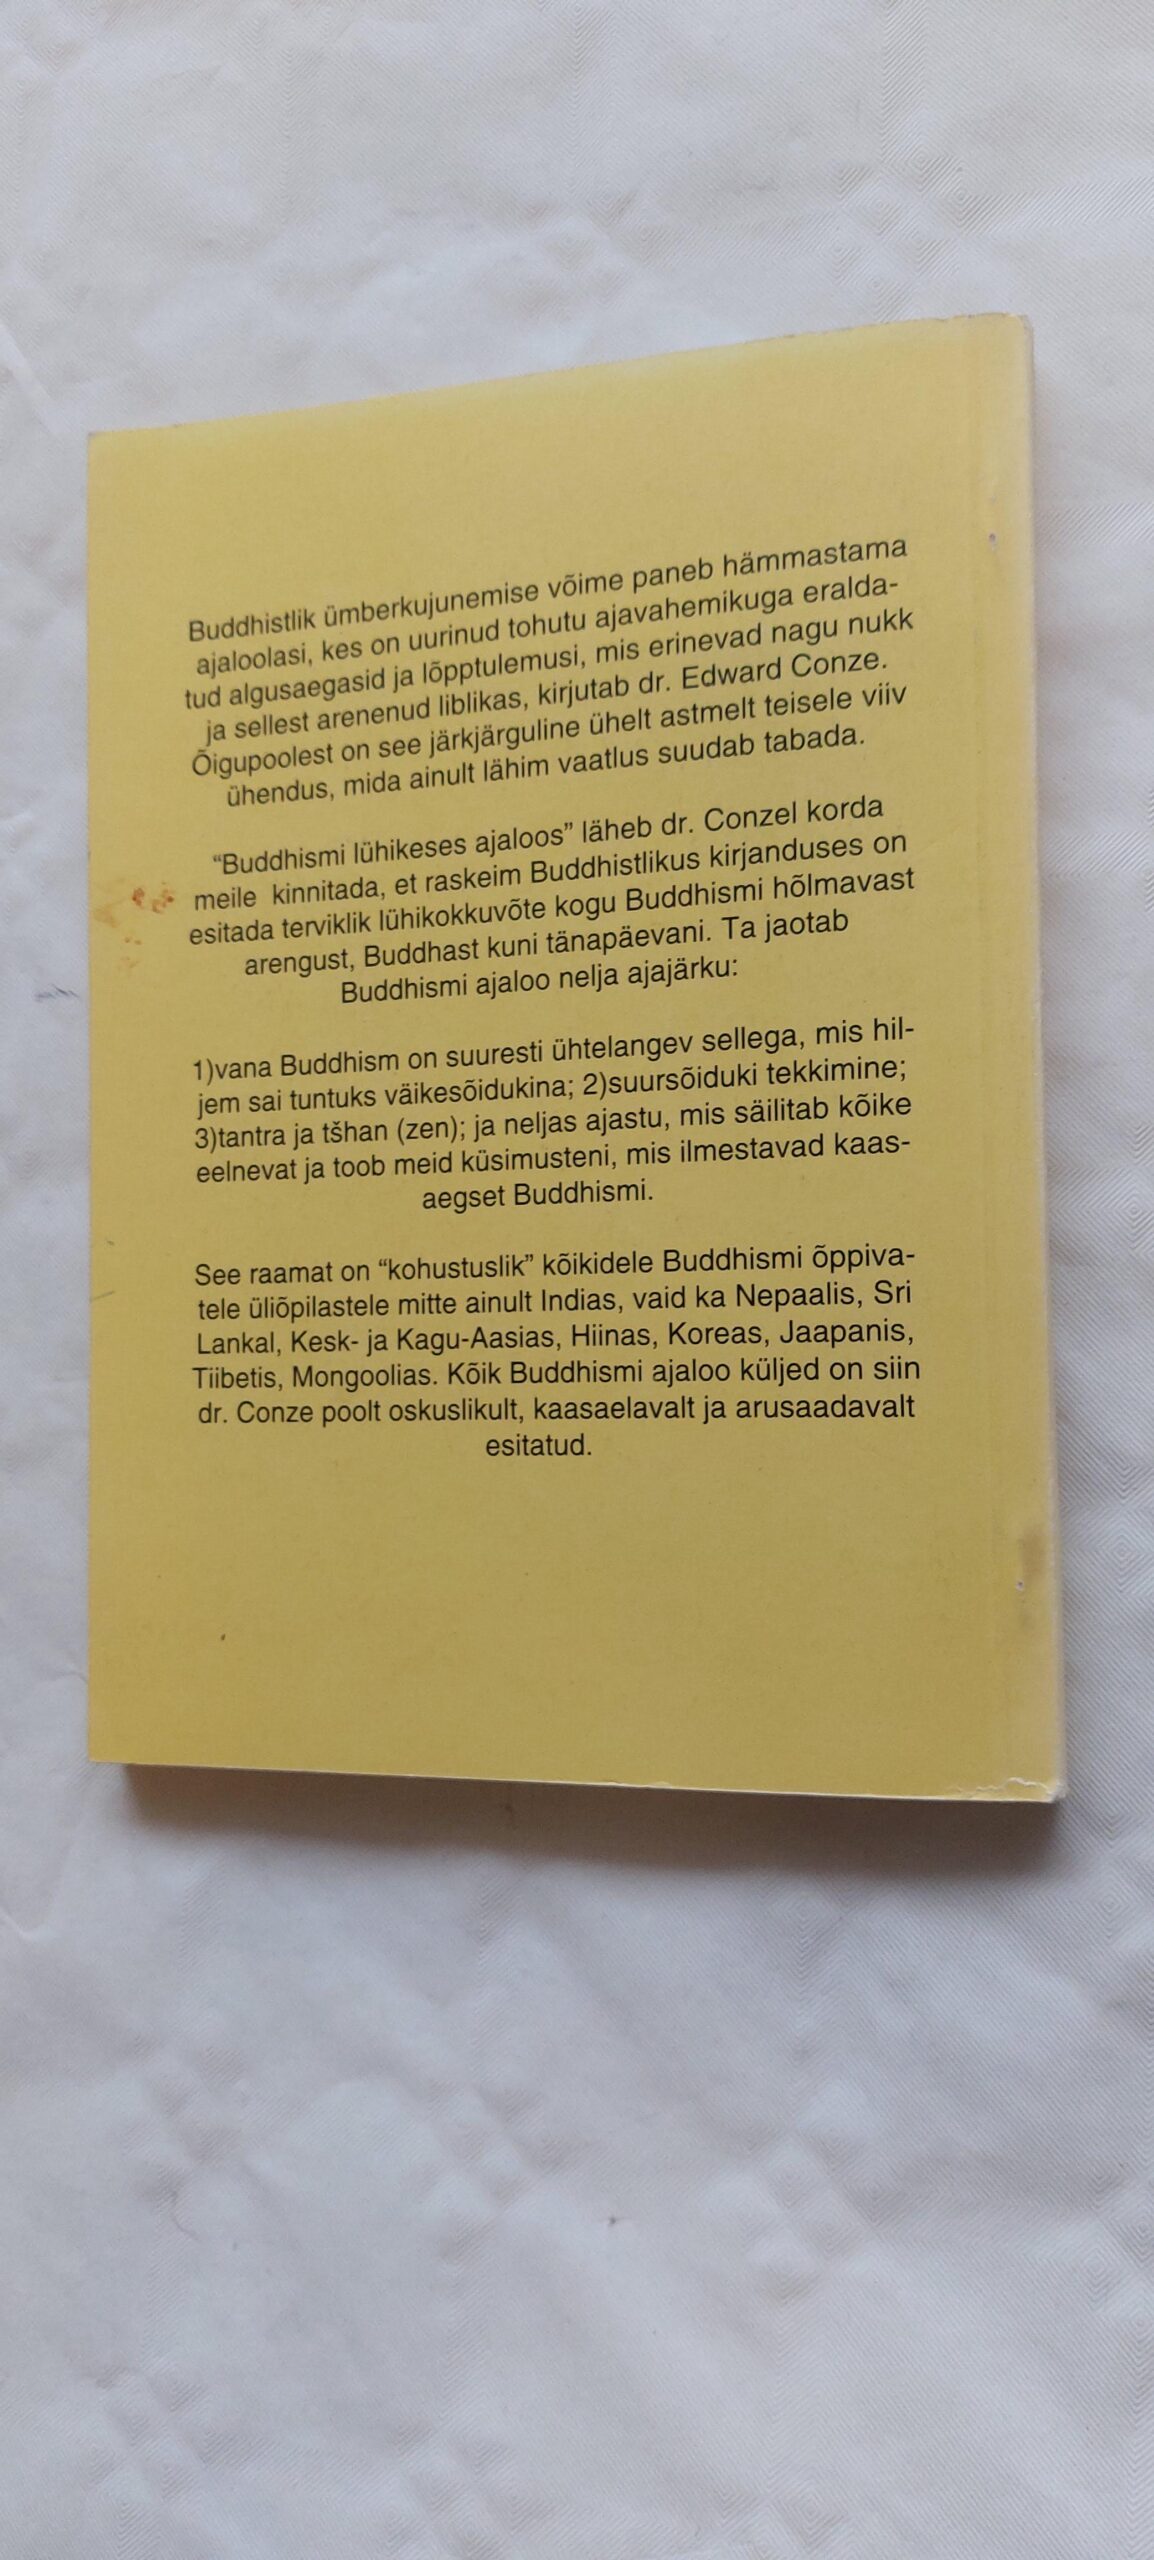 Buddhistlik ümberkujunemise võime paneb hämmastama
ajaloolasi, kes on uurinud tohutu ajavahemikuga eralda-
tud algusaegasid ja lõpptulemusi, mis erinevad nagu nukk
ja sellest arenenud liblikas, kirjutab dr. Edward Conze.
Õigupoolest on see järkjärguline ühelt astmelt teisele viiv
ühendus, mida ainult lähim vaatlus suudab tabada.
“Buddhismi lühikeses ajaloos” läheb dr. Conzel korda
meile kinnitada, et raskeim Buddhistlikus kirjanduses on
esitada terviklik lühikokkuvõte kogu Buddhismi hõlmavast
arengust, Buddhast kuni tänapäevani. Ta jaotab
Buddhismi ajaloo nelja ajajärku:
1)vana Buddhism on suuresti ühtelangev sellega, mis hil-
jem sai tuntuks väikesõidukina; 2)suursõiduki tekkimine;
3)tantra ja tšhan (zen); ja neljas ajastu, mis säilitab kõike
eelnevat ja toob meid küsimusteni, mis ilmestavad kaas-
aegset Buddhismi.
See raamat on “kohustuslik” kõikidele Buddhismi õppiva-
tele üliõpilastele mitte ainult Indias, vaid ka Nepaalis, Sri
Lankal, Kesk- ja Kagu-Aasias, Hiinas, Koreas, Jaapanis,
Tiibetis, Mongoolias. Kõik Buddhismi ajaloo küljed on siin
dr. Conze poolt oskuslikult, kaasaelavalt ja arusaadavalt
esitatud.